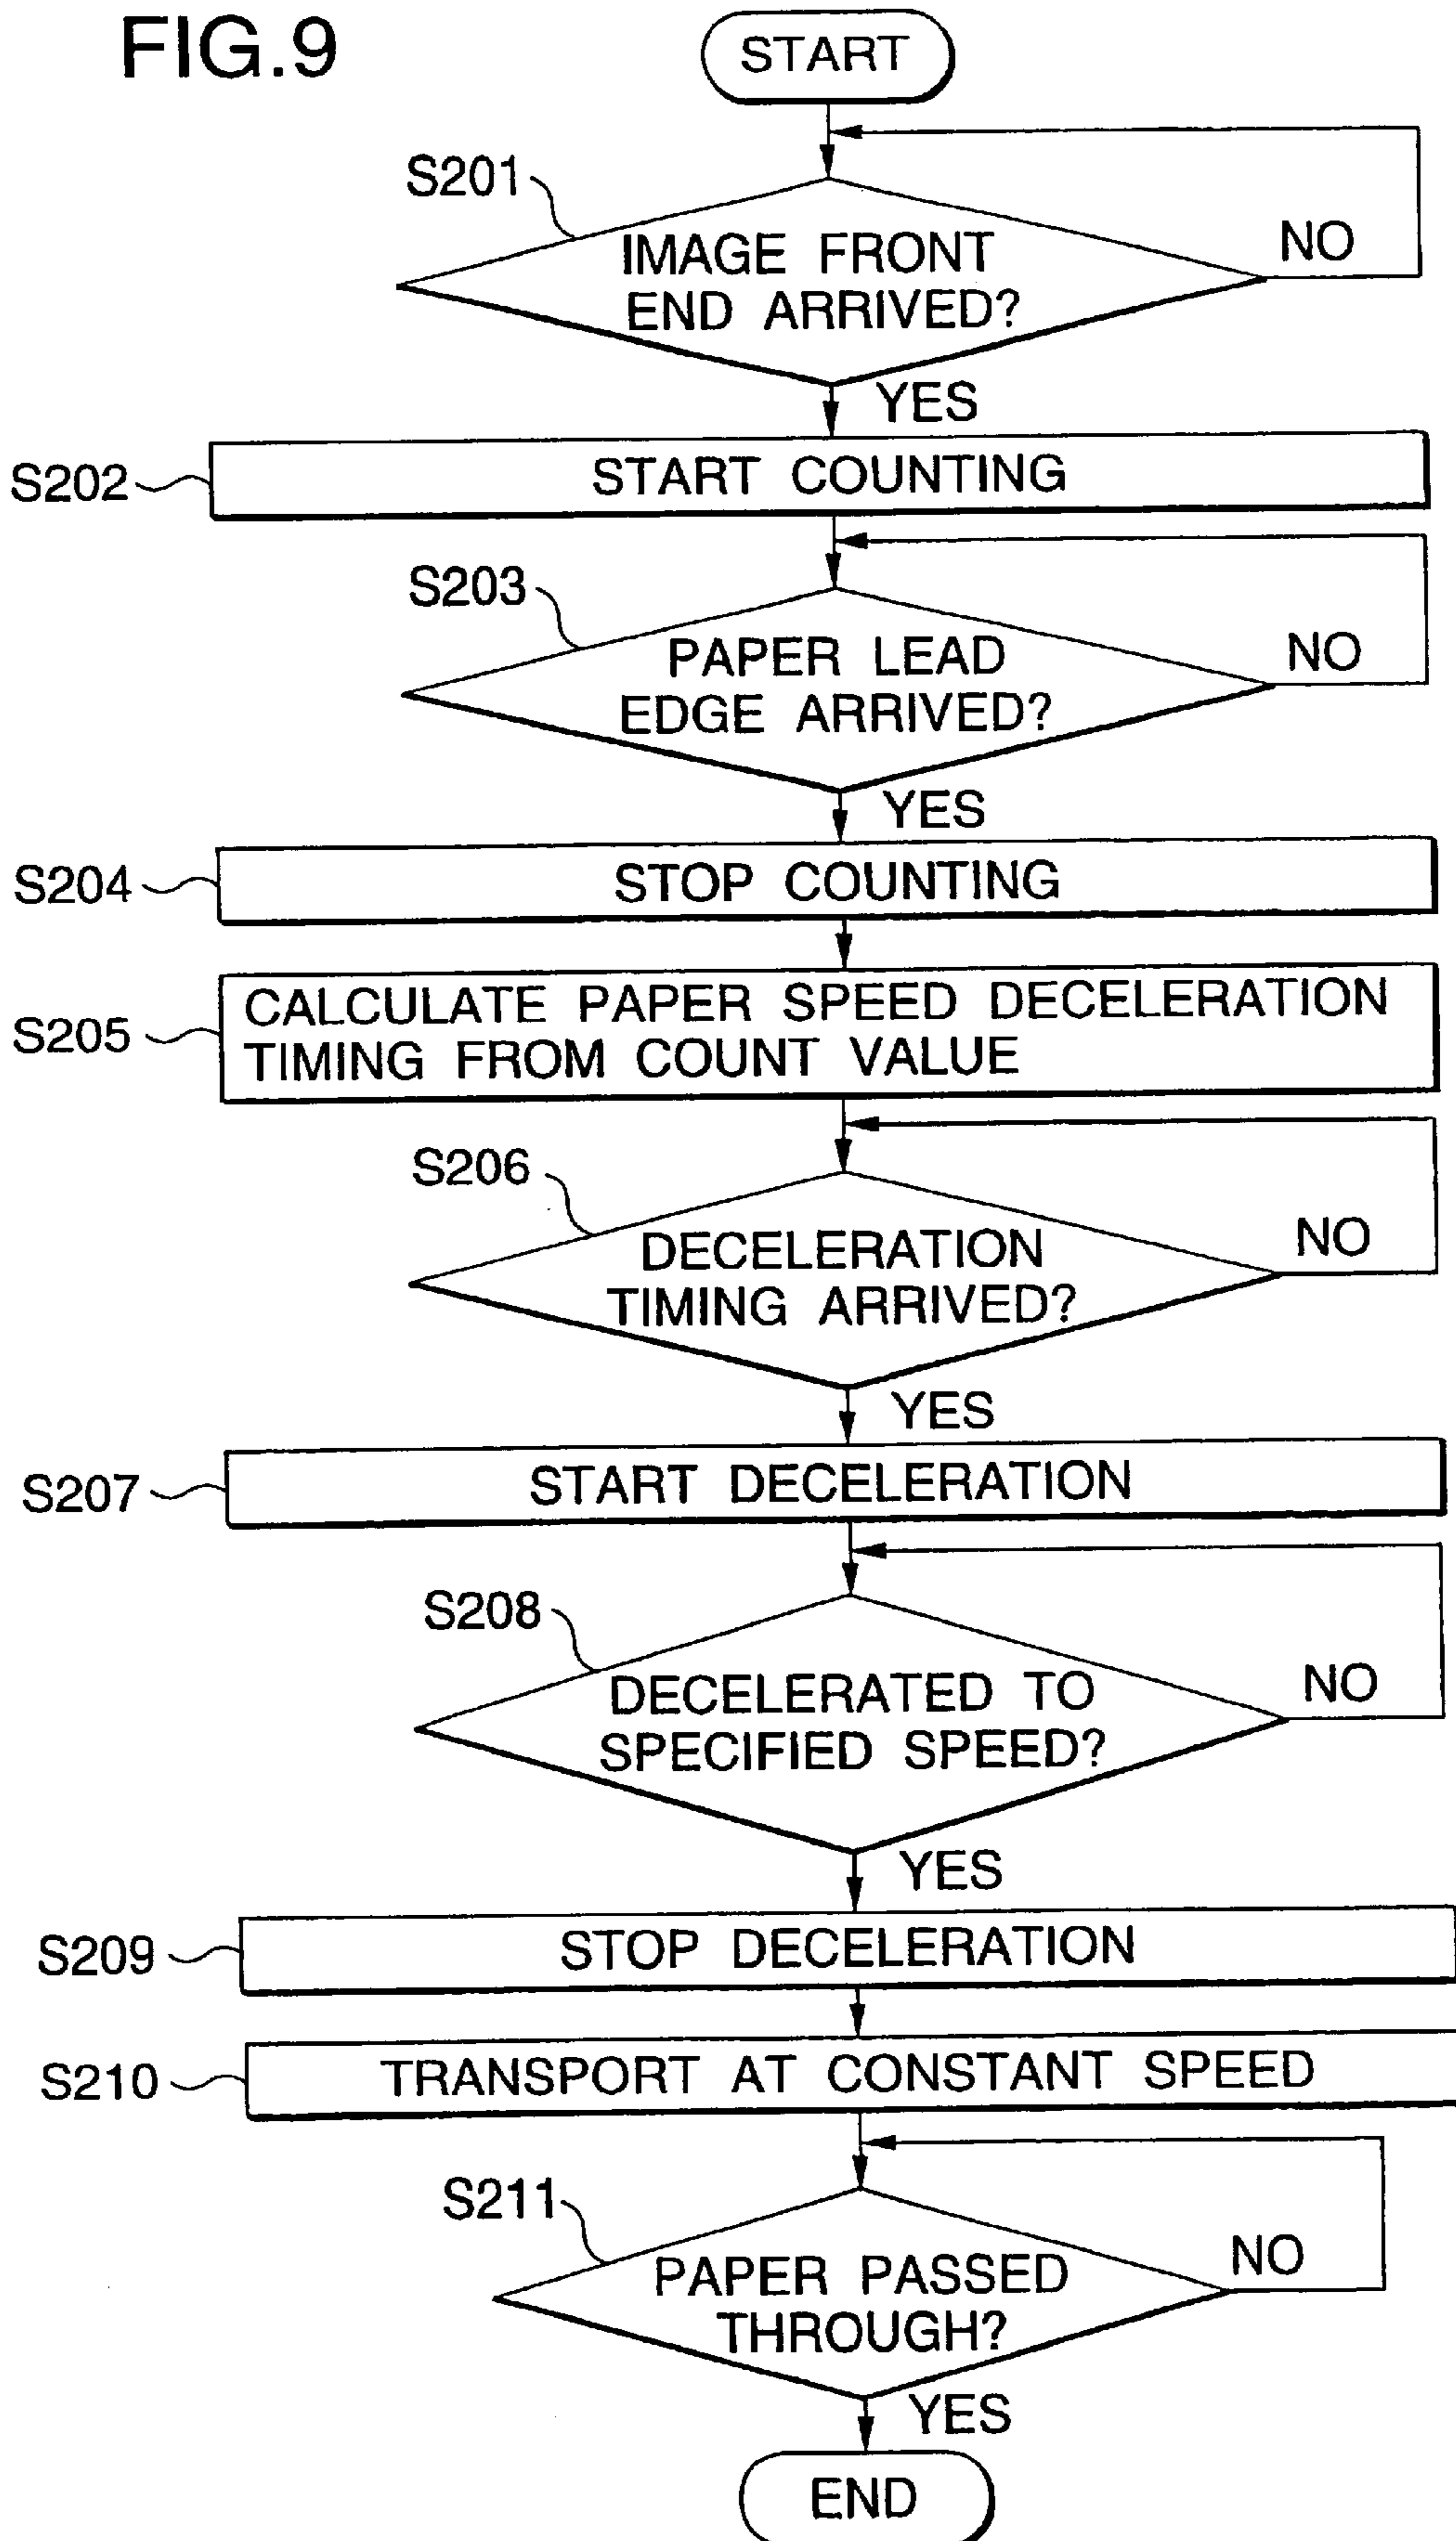 FIG.9
START
S201
IMAGE FRONT
END ARRIVED?
NO
YES
S202
START COUNTING
S203
PAPER LEAD
EDGE ARRIVED?
NO
YES
S204
STOP COUNTING
S205
CALCULATE PAPER SPEED DECELERATION
TIMING FROM COUNT VALUE
S206
DECELERATION
TIMING ARRIVED?
NO
YES
S207
START DECELERATION
S208
DECELERATED TO
SPECIFIED SPEED?
NO
YES
S209
STOP DECELERATION
S210
TRANSPORT AT CONSTANT SPEED
S211
PAPER PASSED
THROUGH?
NO
YES
END